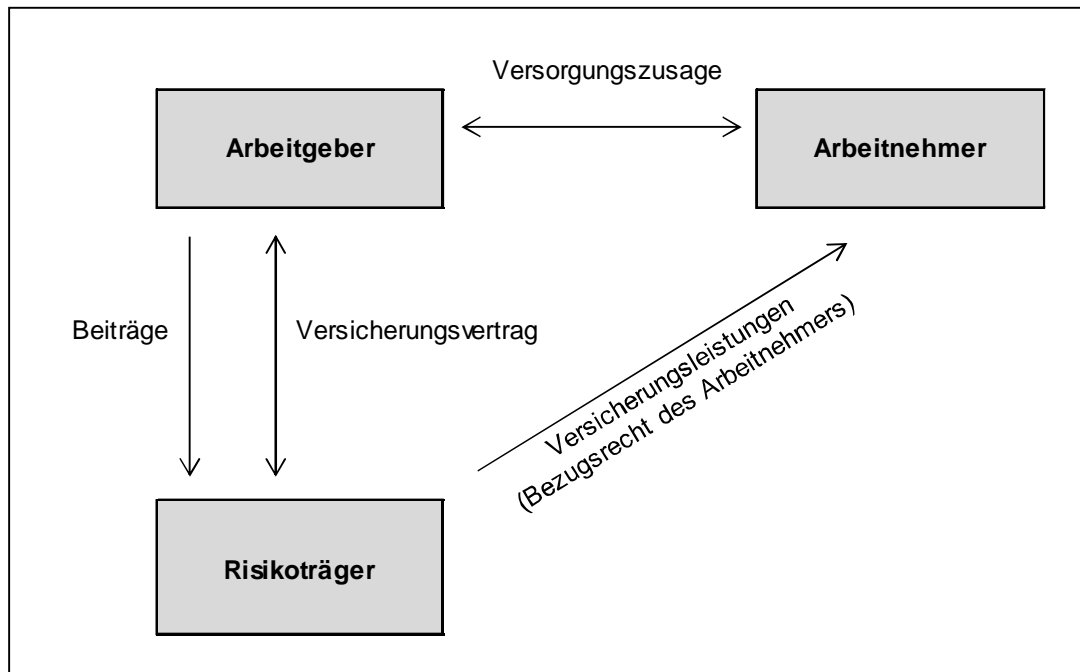 Versorgungszusage
Arbeitgeber
Arbeitnehmer
Beiträge
Versicherungsvertrag
Versicherungsleistungen
(Bezugsrecht des Arbeitnehmers)
Risikoträger